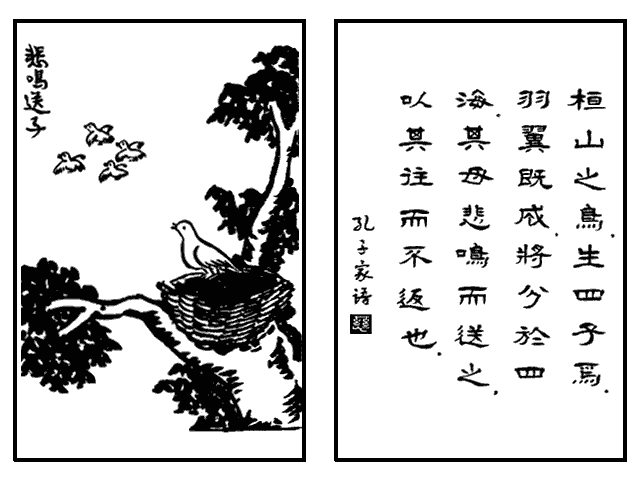 悲鳴送子
桓山之鳥.生四子焉.
羽翼既成.將分於四
海.其母悲鳴而送之.
以其往而不返也.
孔子家語